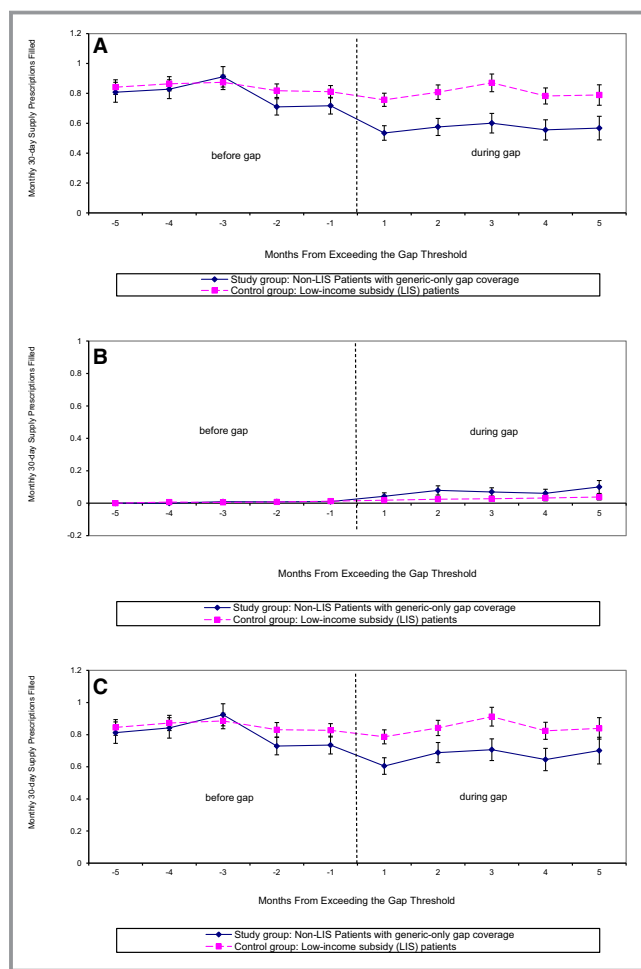 A
Monthly 30-day Supply Prescriptions Filled
1.2
1
0.8
0.6
0.4
0.2
0
before gap
during gap
-5 -4 -3 -2 -1 1 2 3 4 5
Months From Exceeding the Gap Threshold
Study group: Non-LIS Patients with generic-only gap coverage
Control group: Low-income subsidy (LIS) patients
B
Monthly 30-day Supply Prescriptions Filled
1
0.8
0.6
0.4
0.2
0
-0.2
before gap
during gap
-5 -4 -3 -2 -1 1 2 3 4 5
Months From Exceeding the Gap Threshold
Study group: Non-LIS Patients with generic-only gap coverage
Control group: Low-income subsidy (LIS) patients
C
Monthly 30-day Supply Prescriptions Filled
1.2
1
0.8
0.6
0.4
0.2
0
before gap
during gap
-5 -4 -3 -2 -1 1 2 3 4 5
Months From Exceeding the Gap Threshold
Study group: Non-LIS Patients with generic-only gap coverage
Control group: Low-income subsidy (LIS) patients